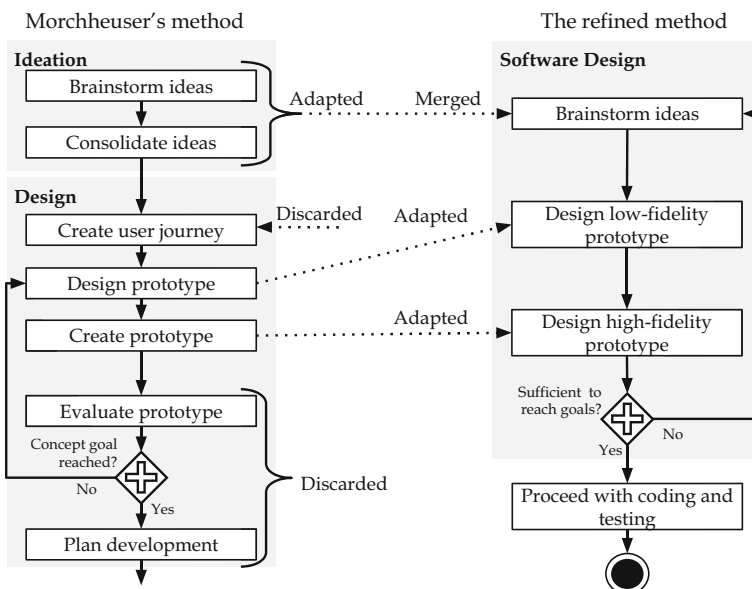 Morchheuser's method
Ideation
Brainstorm ideas
Consolidate ideas
Adapted
Merged
Design
Create user journey
Discarded
Design prototype
Adapted
Create prototype
Adapted
Evaluate prototype
Concept goal
reached?
No
Yes
Plan development
Discarded
The refined method
Software Design
Brainstorm ideas
Design low-fidelity
prototype
Design high-fidelity
prototype
Sufficient to
reach goals?
No
Yes
Proceed with coding and
testing